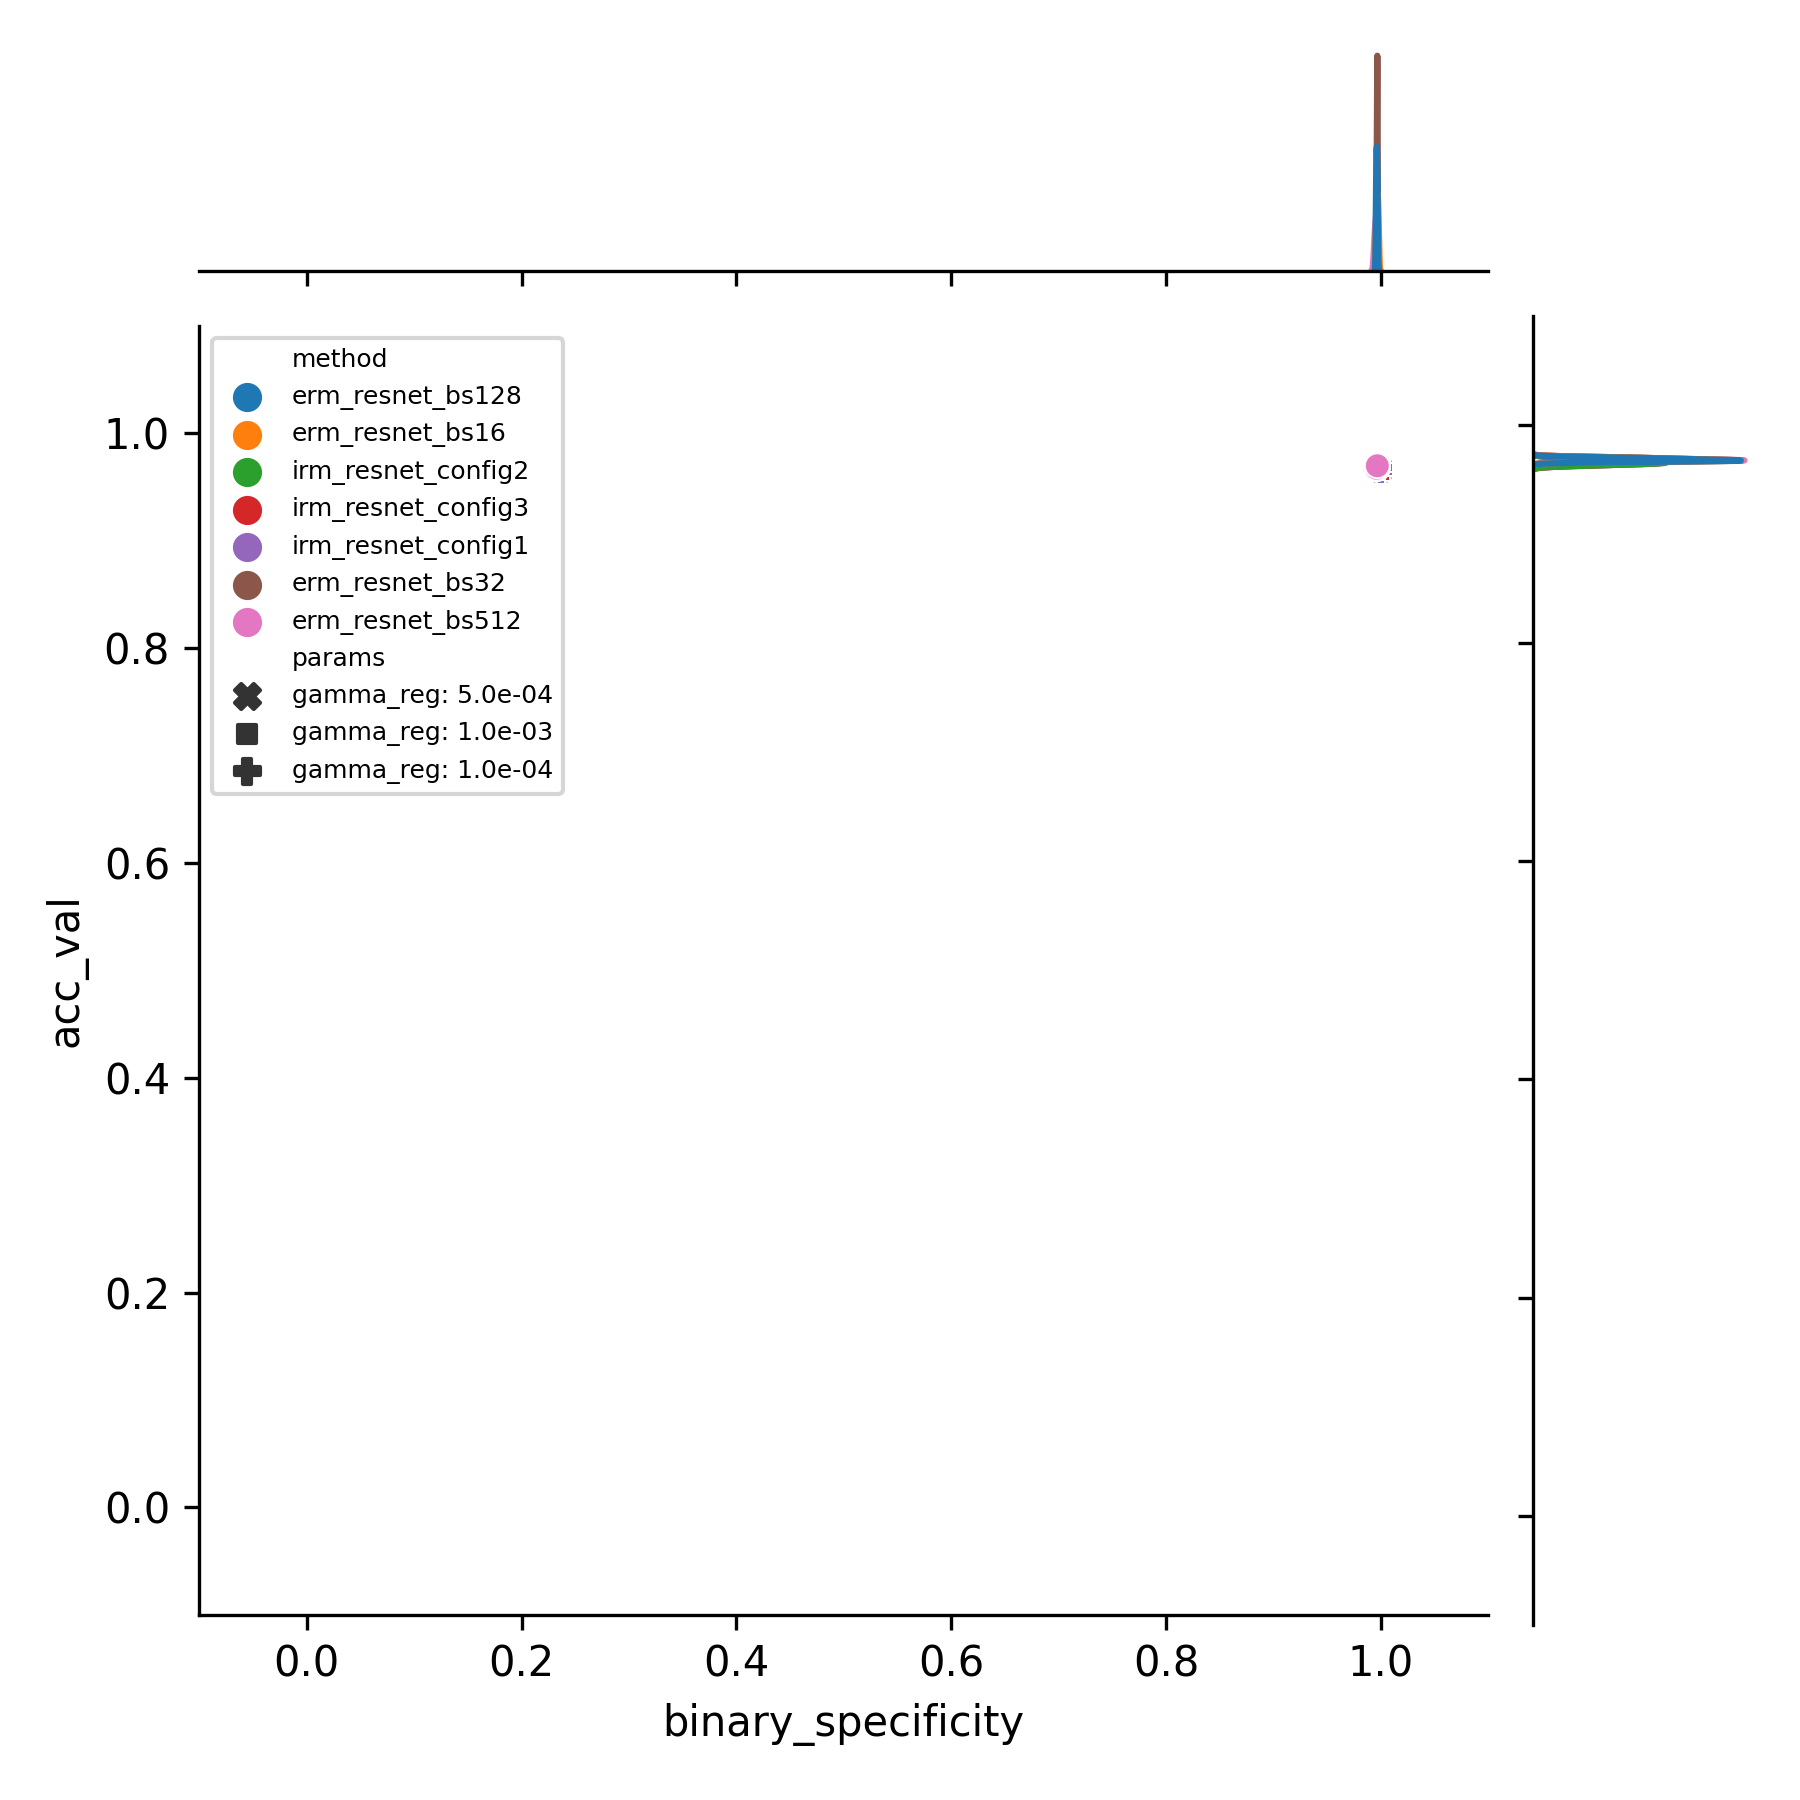 method
erm_resnet_bs128
erm_resnet_bs16
irm_resnet_config2
irm_resnet_config3
irm_resnet_config1
erm_resnet_bs32
erm_resnet_bs512
params
gamma_reg: 5.0e-04
gamma_reg: 1.0e-03
gamma_reg: 1.0e-04
1.0
0.8
0.6
0.4
0.2
0.0
acc_val
0.0 0.2 0.4 0.6 0.8 1.0
binary_specificity